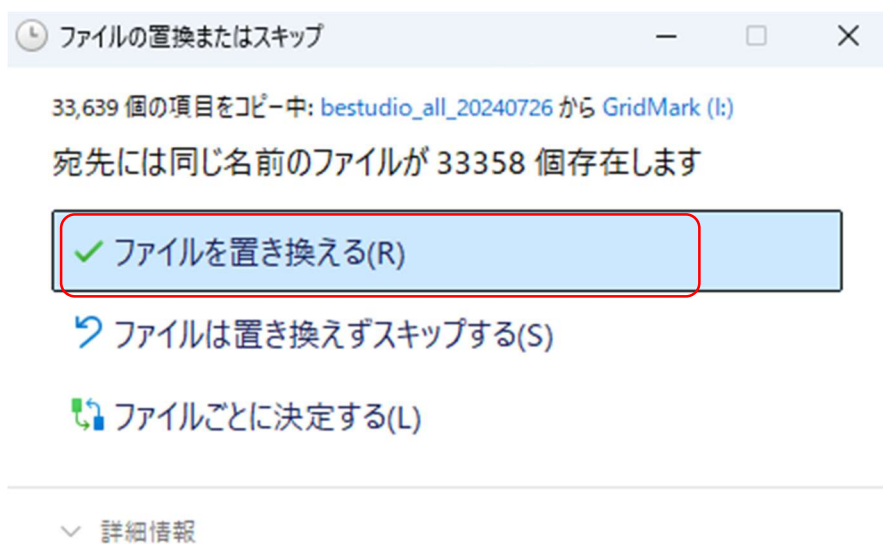 ファイルの置換またはスキップ
33,639 個の項目をコピー中: bestudio_all_20240726 から GridMark (I:)
宛先には同じ名前のファイルが 33358 個存在します
ファイルを置き換える(R)
ファイルは置き換えずスキップする(S)
ファイルごとに決定する(L)
詳細情報